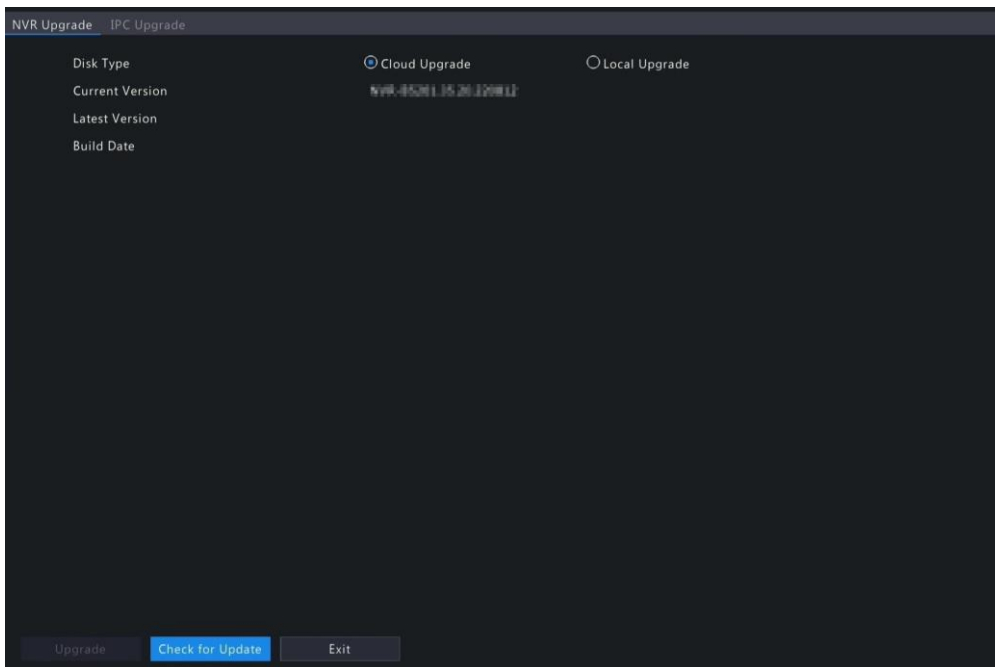 NVR Upgrade IPC Upgrade
Disk Type Cloud Upgrade Local Upgrade
Current Version
Latest Version
Build Date
Upgrade Check for Update Exit